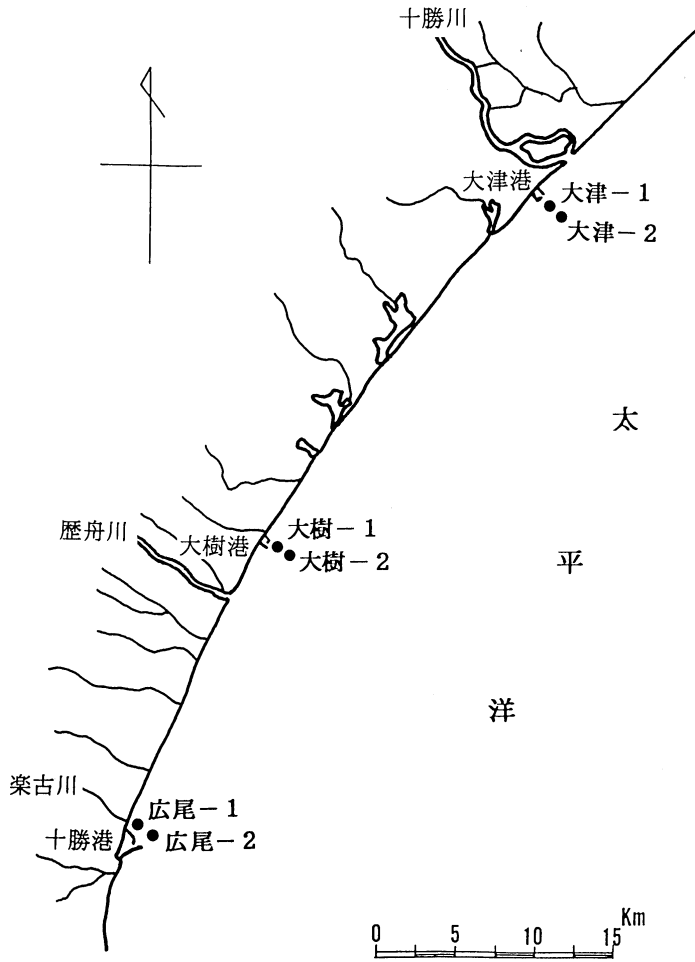 十勝川
大津港
大津－1
大津－2
太
平
洋
歴舟川
大樹港
大樹－1
大樹－2
楽古川
広尾－1
十勝港
広尾－2
Km
0 5 10 15